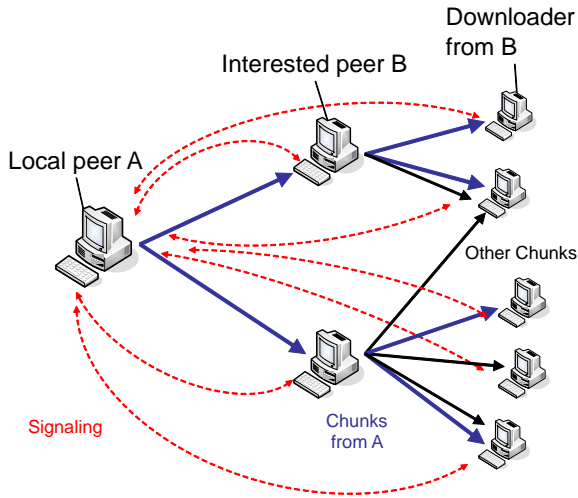 Downloader
from B
Interested peer B
Local peer A
Other Chunks
Signaling
Chunks
from A